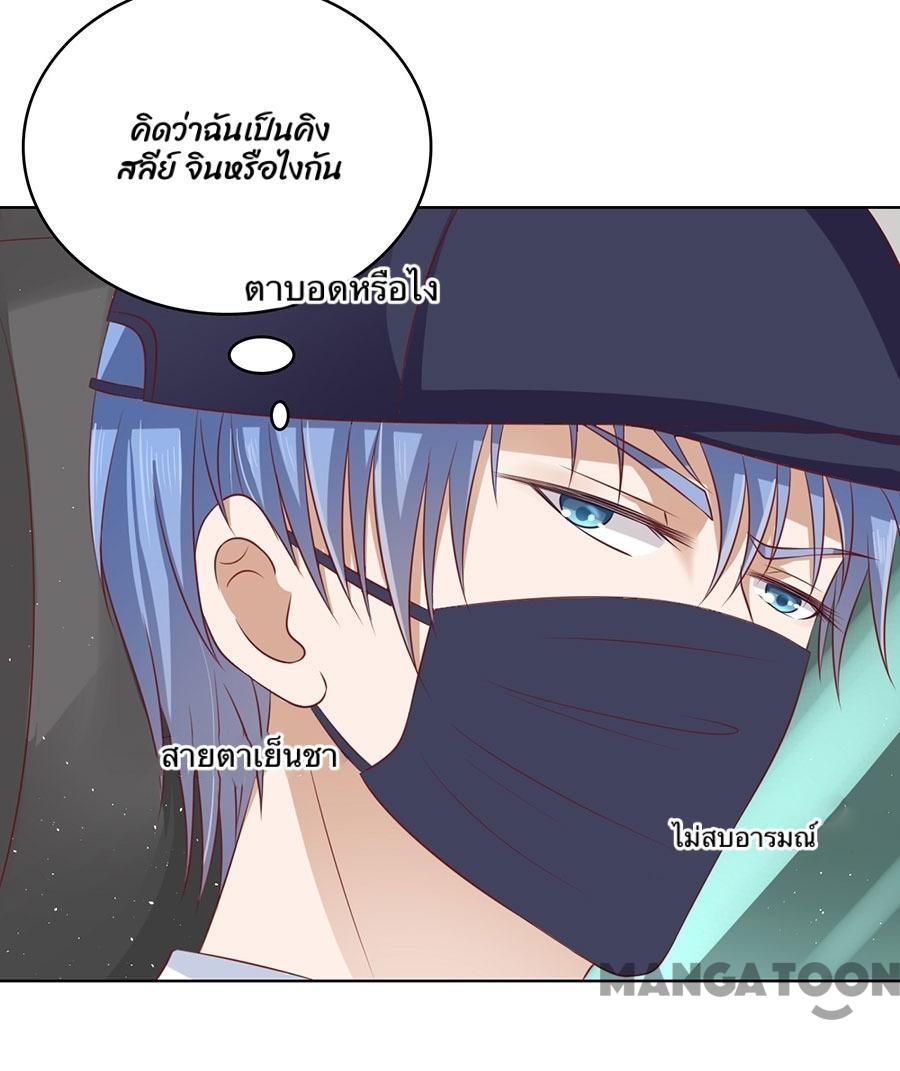 คิดว่าฉันเป็นคิง
สลีย์ จินหรือไงกัน
ตาบอดหรือไง
สายตาเย็นชา
ไม่สบอารมณ์
MANGATOON